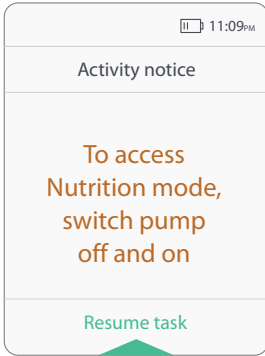 11:09PM
Activity notice
To access
Nutrition mode,
switch pump
off and on
Resume task